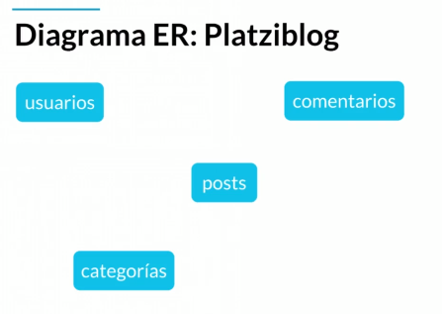 Diagrama ER: Platziblog
usuarios
comentarios
posts
categorías